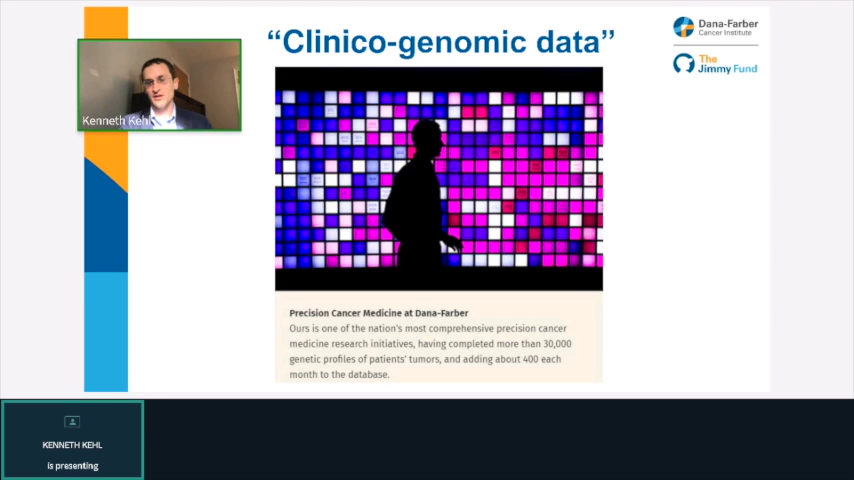 “Clinico-genomic data”
Dana-Farber
Cancer Institute
The
Jimmy Fund
Kenneth Kehl
Precision Cancer Medicine at Dana-Farber
Ours is one of the nation's most comprehensive precision cancer
medicine research initiatives, having completed more than 30,000
genetic profiles of patients' tumors, and adding about 400 each
month to the database.
KENNETH KEHL
is presenting